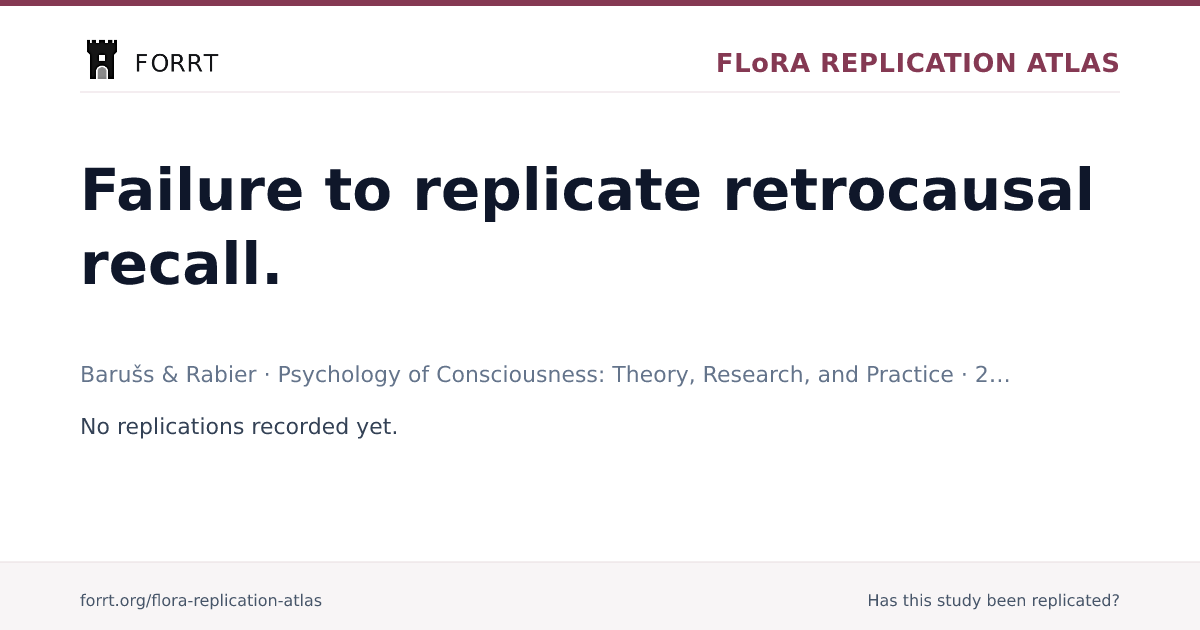 FORRT
FLoRA REPLICATION ATLAS
Failure to replicate retrocausal
recall.
Barušs & Rabier · Psychology of Consciousness: Theory, Research, and Practice · 2…
No replications recorded yet.
forrt.org/flora-replication-atlas
Has this study been replicated?